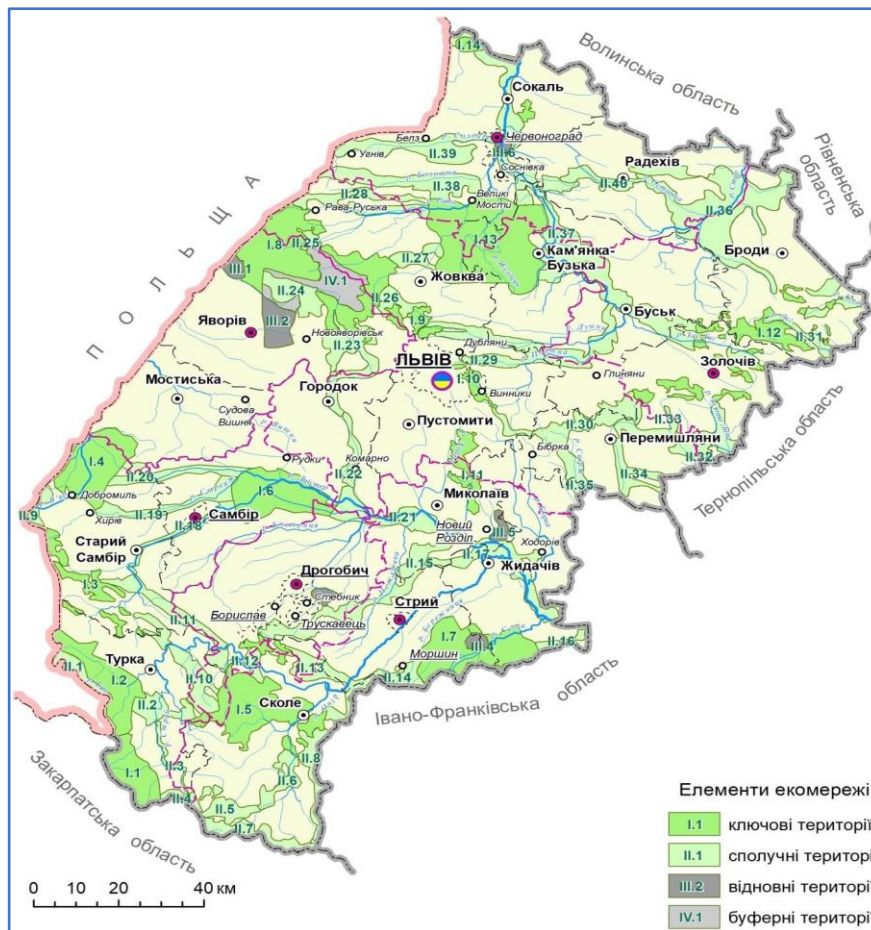 I.14
Волинська область
Сокаль
Белз
Червоноград
Угнів
III.6
II.39
Соснівка
Радехів
Рівненська
область
II.28
II.38
Великі
Мости
II.40
II.36
Рава-Руська
ПОЛЬЩА
I.8
II.25
I.13
II.37
Кам'янка-
Бузька
Броди
III.1
IV.1
II.27
Жовква
II.24
II.26
Буськ
Яворів
III.2
Новояворівськ
I.9
I.12
II.31
II.23
Дубляни
II.29
ЛЬВІВ
I.10
Золочів
Мостиська
Городок
Винники
Глиняни
Судова
Вишня
Пустомити
II.30
II.33
Перемишляни
II.32
I.4
Рудки
Комарно
Бібрка
Тернопільська область
II.20
II.22
I.11
II.34
II.35
Добромиль
I.6
II.9
Хирів
II.19
II.18
Самбір
Миколаїв
II.21
Старий
Самбір
Новий
Розділ
III.5
Ходорів
II.17
II.15
Жидачів
Дрогобич
I.3
Стебник
Борислав
Трускавець
Стрий
II.11
I.7
II.16
Турка
II.12
II.13
Моршин
III.4
II.1
I.2
II.10
II.14
Івано-Франківська область
II.2
I.5
Сколе
Закарпатська область
I.1
II.3
II.8
II.6
II.4
II.5
II.7
Елементи екомережі
I.1 ключові території
II.1 сполучні територі
III.2 відновні території
IV.1 буферні території
0 10 20 40 км